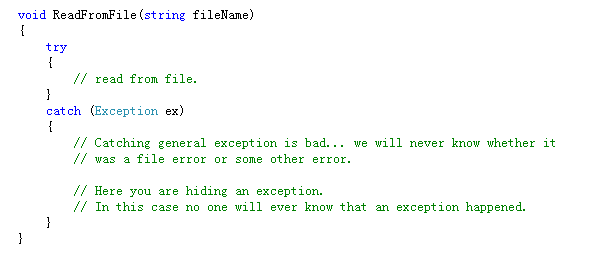 void ReadFromFile(string fileName)
{
    try
    {
        // read from file.
    }
    catch (Exception ex)
    {
        // Catching general exception is bad... we will never know whether it
        // was a file error or some other error.

        // Here you are hiding an exception.
        // In this case no one will ever know that an exception happened.
    }
}